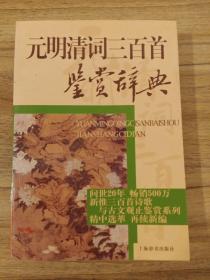 元明清词三百首
鉴赏辞典
YUANMINGQINGCISANBAISHOU
JIANSHANGCIDIAN
问世20年 畅销500万
新推三百首诗歌
与古文观止鉴赏系列
精中选萃 再续新编
上海辞书出版社